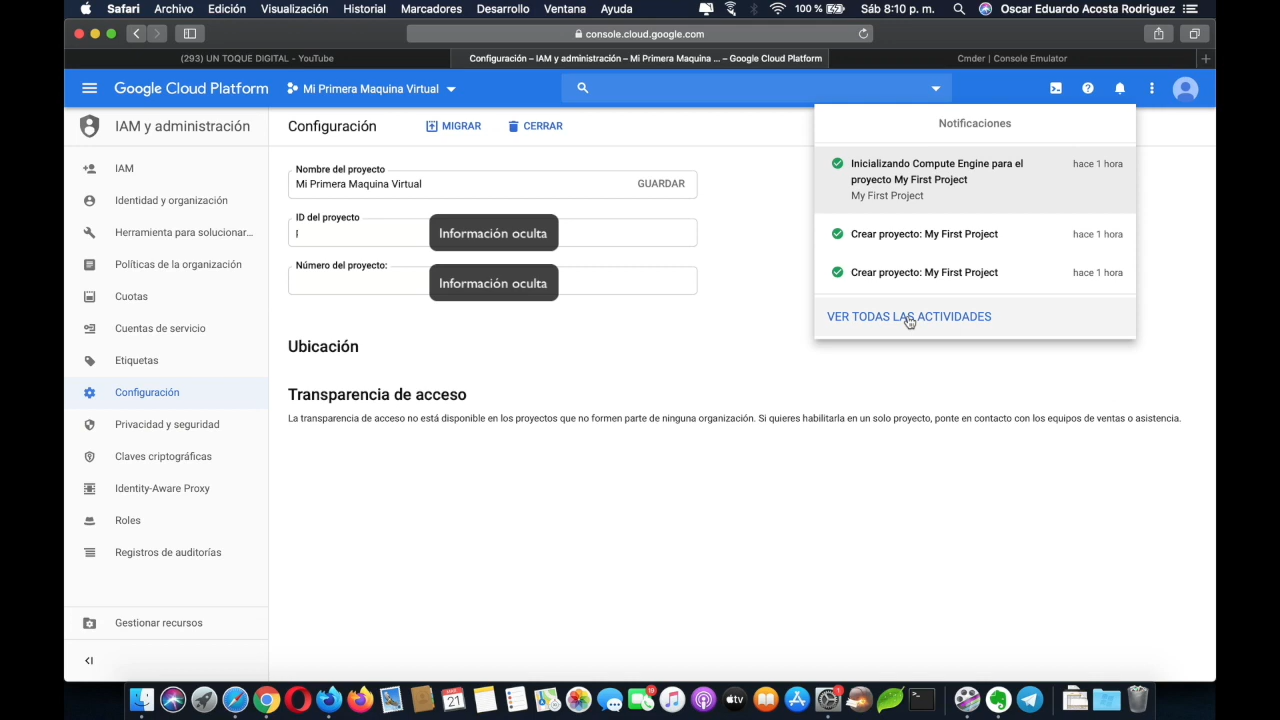 Safari Archivo Edición Visualización Historial Marcadores Desarrollo Ventana Ayuda 100 % Sáb 8:10 p. m. Oscar Eduardo Acosta Rodriguez
console.cloud.google.com
(293) UN TOQUE DIGITAL - YouTube
Configuración – IAM y administración – Mi Primera Maquina ... – Google Cloud Platform
Cmder | Console Emulator
Google Cloud Platform
Mi Primera Maquina Virtual
IAM y administración
IAM
Identidad y organización
Herramienta para solucionar...
Políticas de la organización
Cuotas
Cuentas de servicio
Etiquetas
Configuración
Privacidad y seguridad
Claves criptográficas
Identity-Aware Proxy
Roles
Registros de auditorías
Gestionar recursos
Configuración
MIGRAR
CERRAR
Nombre del proyecto
Mi Primera Maquina Virtual
GUARDAR
ID del proyecto
Información oculta
Número del proyecto:
Información oculta
Ubicación
Transparencia de acceso
La transparencia de acceso no está disponible en los proyectos que no formen parte de ninguna organización. Si quieres habilitarla en un solo proyecto, ponte en contacto con los equipos de ventas o asistencia.
Notificaciones
Inicializando Compute Engine para el hace 1 hora
proyecto My First Project
My First Project
Crear proyecto: My First Project hace 1 hora
Crear proyecto: My First Project hace 1 hora
VER TODAS LAS ACTIVIDADES
21
19
tv
1